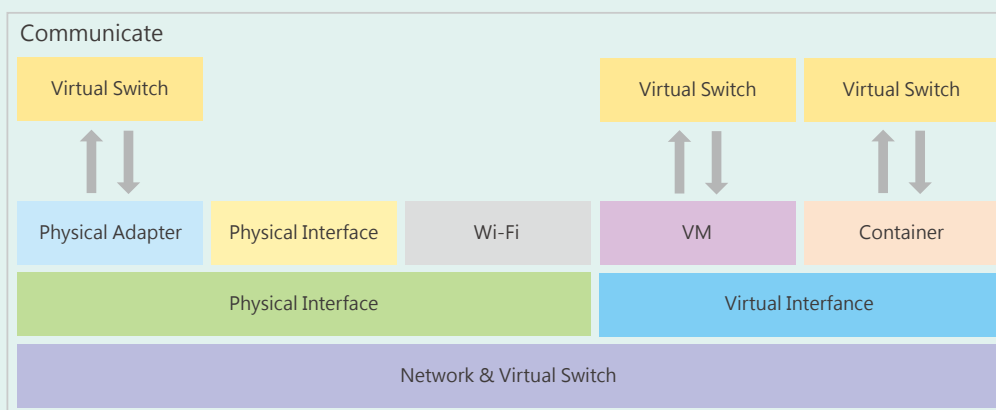 Communicate
Virtual Switch
Virtual Switch
Virtual Switch
Physical Adapter
Physical Interface
Wi-Fi
VM
Container
Physical Interface
Virtual Interfance
Network & Virtual Switch